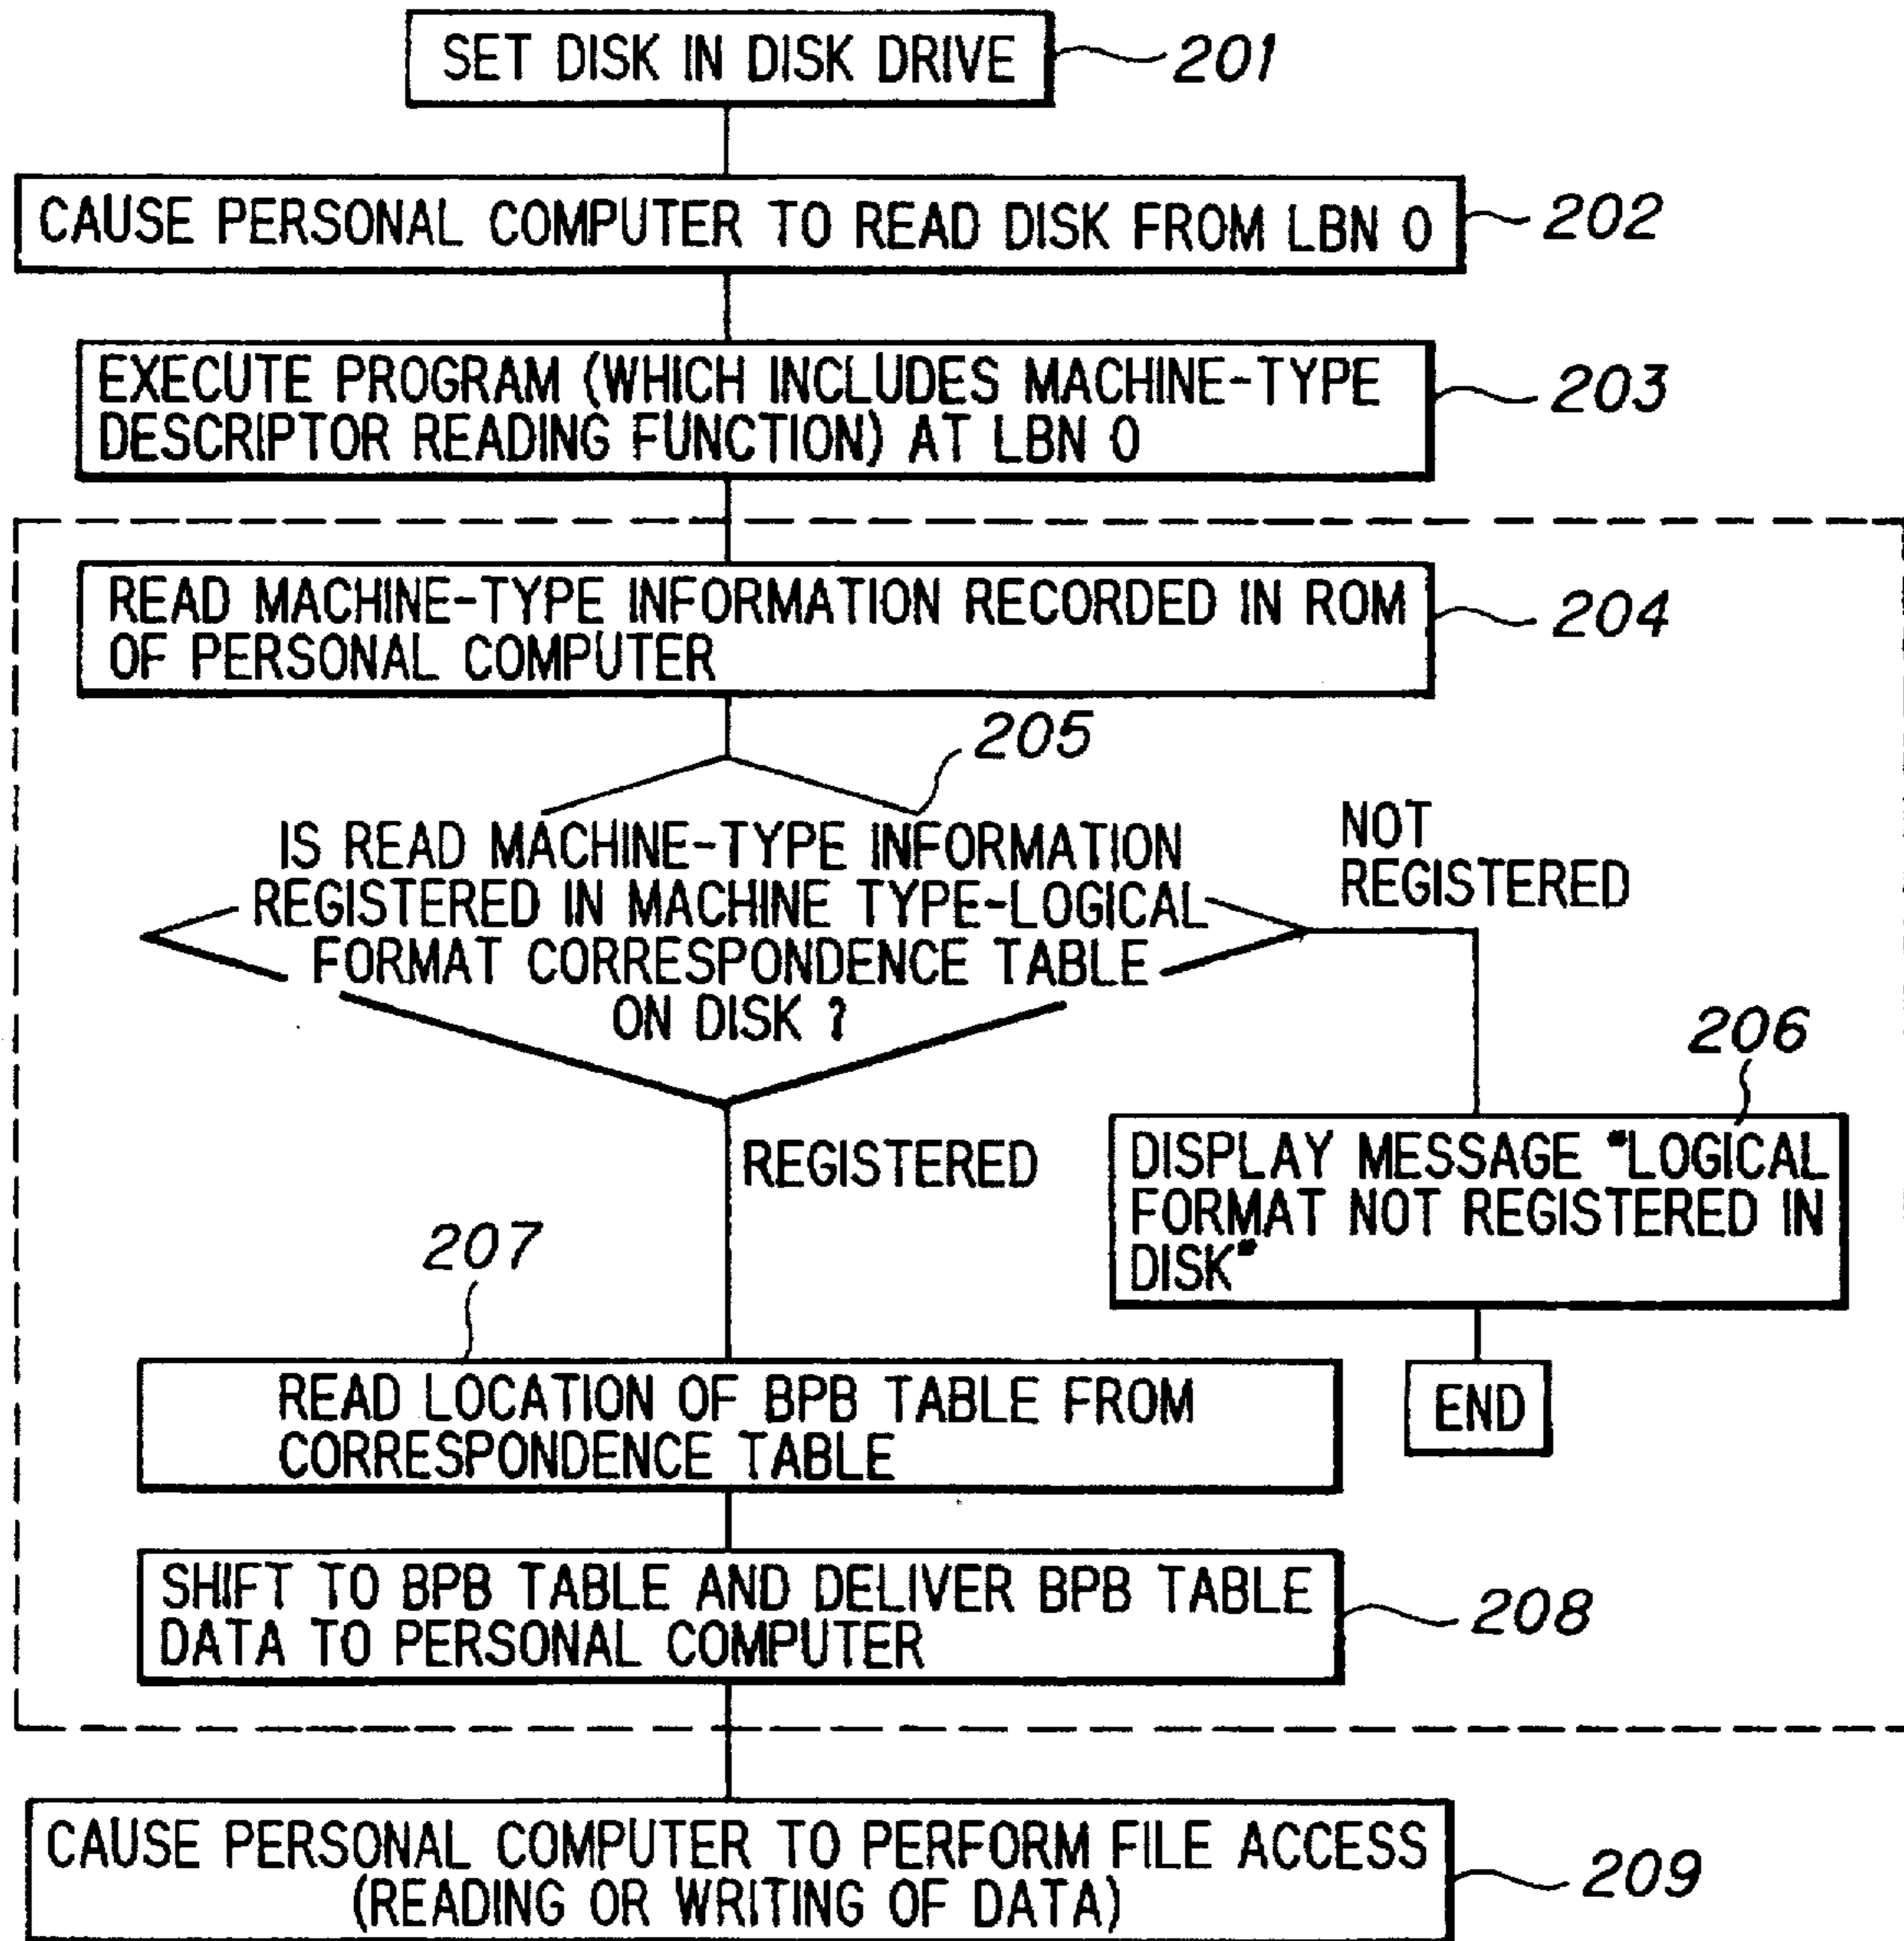 SET DISK IN DISK DRIVE
201
CAUSE PERSONAL COMPUTER TO READ DISK FROM LBN 0
202
EXECUTE PROGRAM (WHICH INCLUDES MACHINE-TYPE
DESCRIPTOR READING FUNCTION) AT LBN 0
203
READ MACHINE-TYPE INFORMATION RECORDED IN ROM
OF PERSONAL COMPUTER
204
205
IS READ MACHINE-TYPE INFORMATION
REGISTERED IN MACHINE TYPE-LOGICAL
FORMAT CORRESPONDENCE TABLE
ON DISK ?
NOT
REGISTERED
206
DISPLAY MESSAGE "LOGICAL
FORMAT NOT REGISTERED IN
DISK"
END
REGISTERED
207
READ LOCATION OF BPB TABLE FROM
CORRESPONDENCE TABLE
SHIFT TO BPB TABLE AND DELIVER BPB TABLE
DATA TO PERSONAL COMPUTER
208
CAUSE PERSONAL COMPUTER TO PERFORM FILE ACCESS
(READING OR WRITING OF DATA)
209